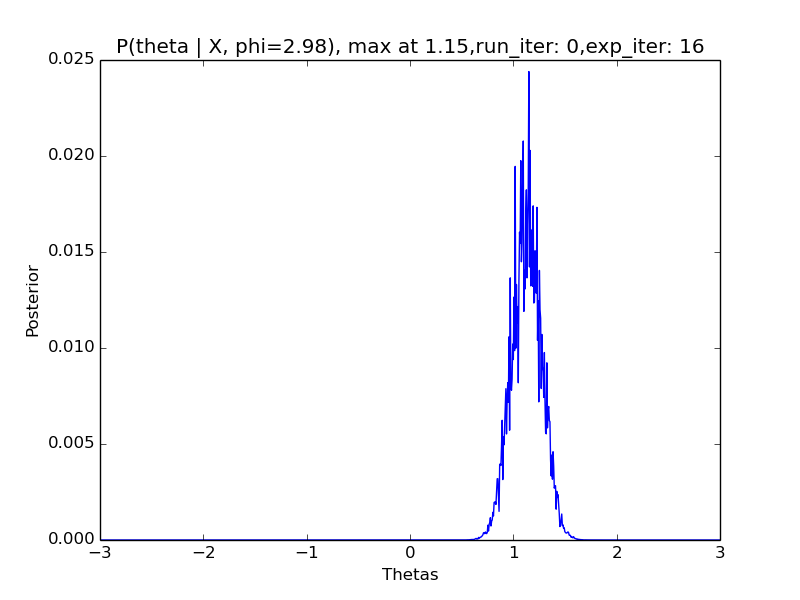 P(theta | X, phi=2.98), max at 1.15,run_iter: 0,exp_iter: 16
0.025
0.020
0.015
0.010
0.005
0.000
Posterior
−3 −2 −1 0 1 2 3
Thetas